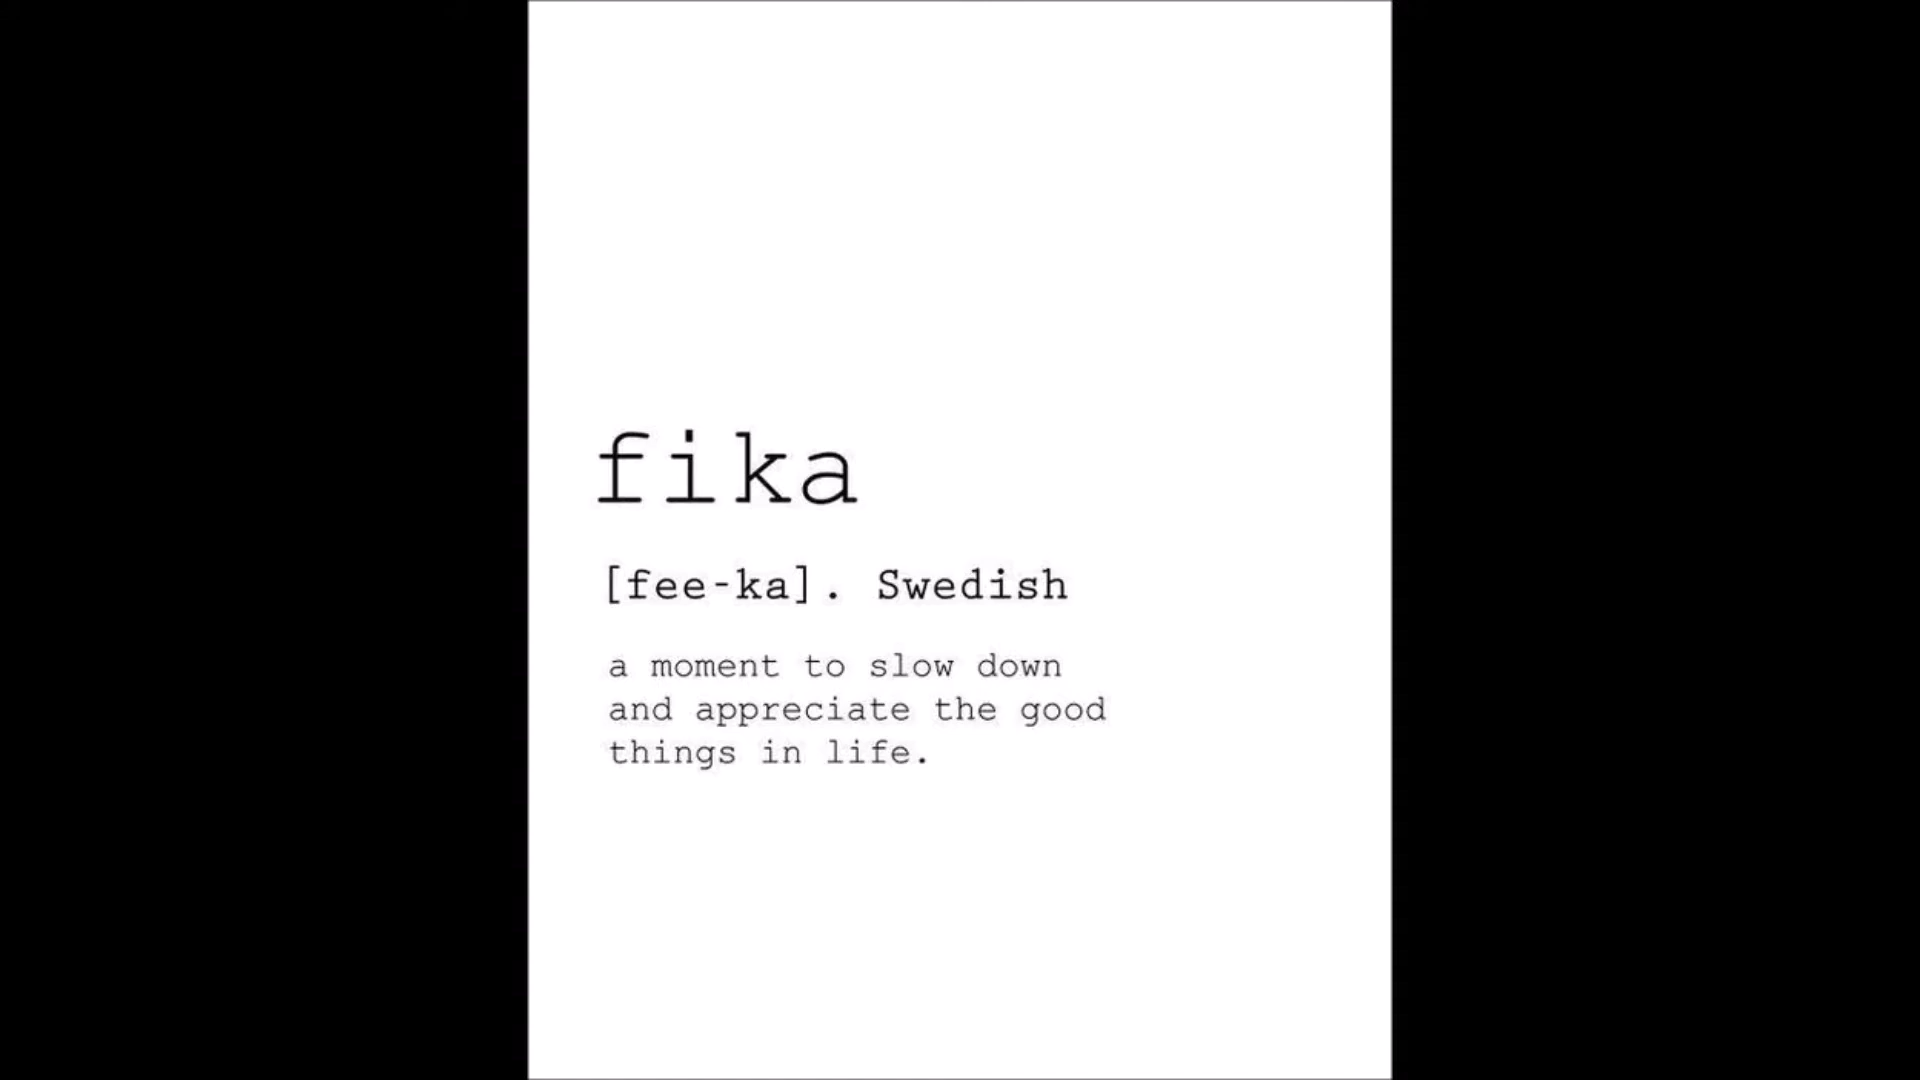 fika
[fee-ka]. Swedish
a moment to slow down
and appreciate the good
things in life.